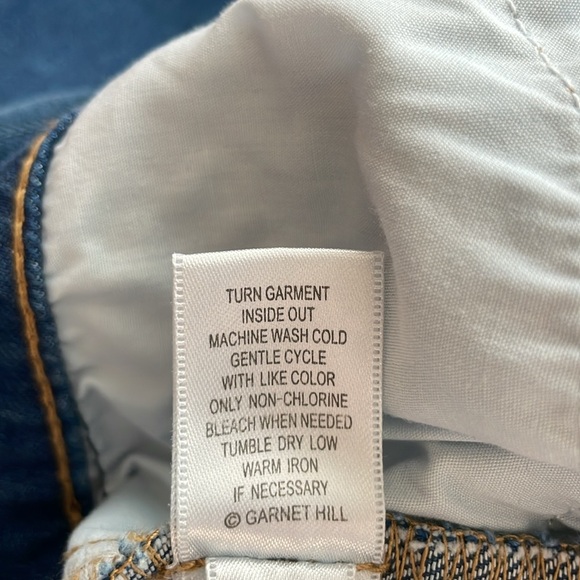 TURN GARMENT
INSIDE OUT
MACHINE WASH COLD
GENTLE CYCLE
WITH LIKE COLOR
ONLY NON-CHLORINE
BLEACH WHEN NEEDED
TUMBLE DRY LOW
WARM IRON
IF NECESSARY
© GARNET HILL